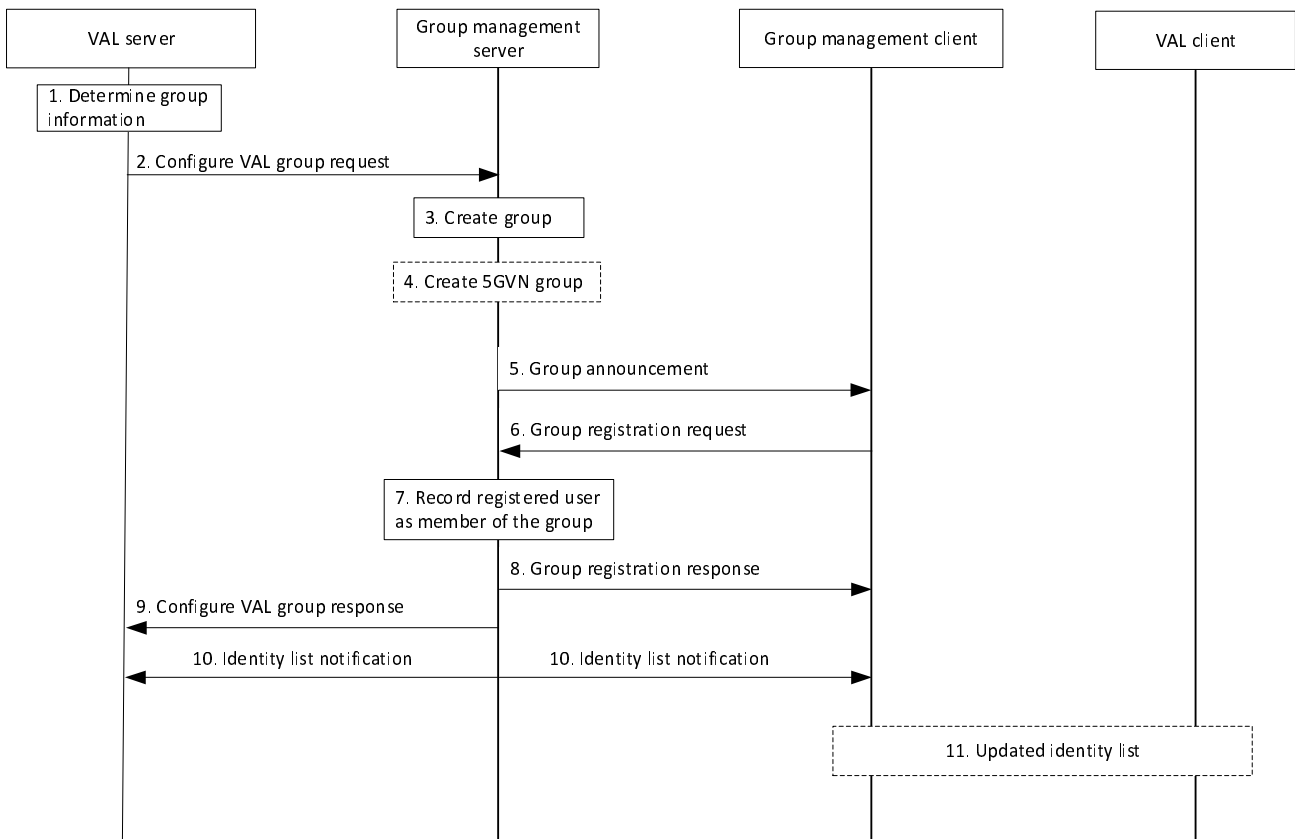 VAL server
Group management
server
Group management client
VAL client
1. Determine group
information
2. Configure VAL group request
3. Create group
4. Create 5GVN group
5. Group announcement
6. Group registration request
7. Record registered user
as member of the group
8. Group registration response
9. Configure VAL group response
10. Identity list notification
10. Identity list notification
11. Updated identity list